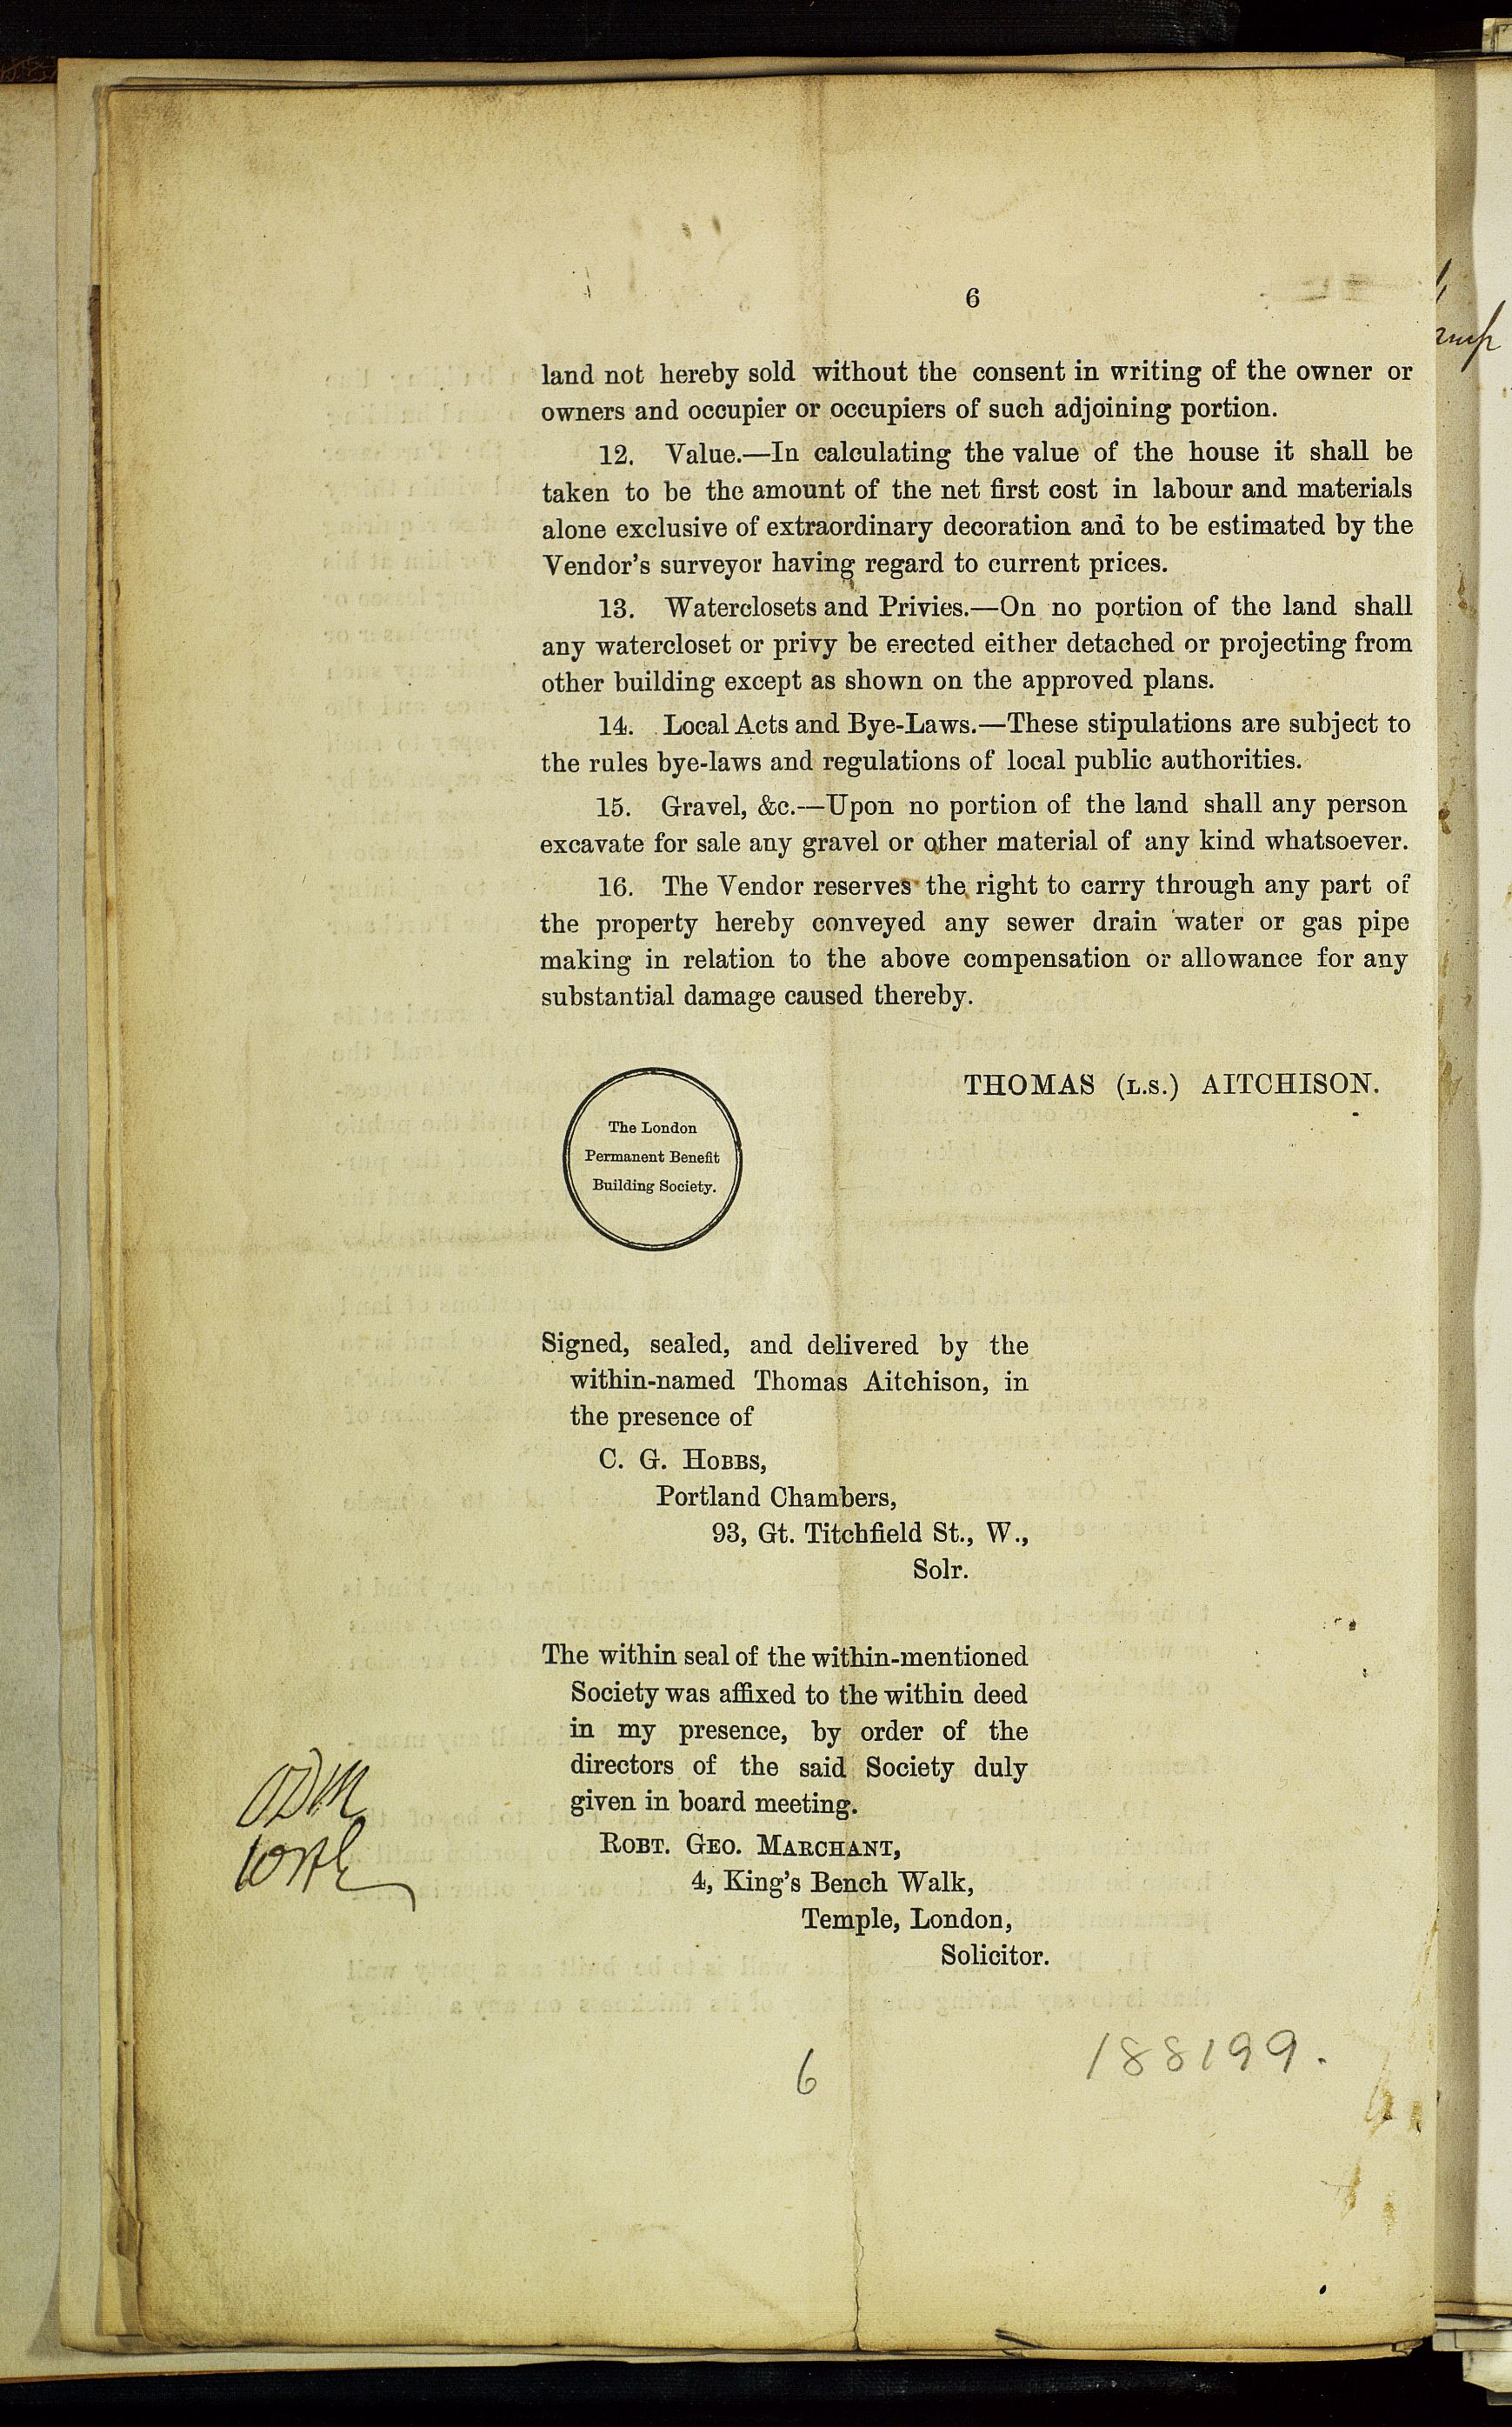 6
land not hereby sold without the consent in writing of the owner or
owners and occupier or occupiers of such adjoining portion.
12. Value.—In calculating the value of the house it shall be
taken to be the amount of the net first cost in labour and materials
alone exclusive of extraordinary decoration and to be estimated by the
Vendor's surveyor having regard to current prices.
13. Waterclosets and Privies.—On no portion of the land shall
any watercloset or privy be erected either detached or projecting from
other building except as shown on the approved plans.
14. Local Acts and Bye-Laws.—These stipulations are subject to
the rules bye-laws and regulations of local public authorities.
15. Gravel, &c.—Upon no portion of the land shall any person
excavate for sale any gravel or other material of any kind whatsoever.
16. The Vendor reserves the right to carry through any part of
the property hereby conveyed any sewer drain water or gas pipe
making in relation to the above compensation or allowance for any
substantial damage caused thereby.
THOMAS (L.S.) AITCHISON.
The London
Permanent Benefit
Building Society.
Signed, sealed, and delivered by the
within-named Thomas Aitchison, in
the presence of
C. G. HOBBS,
Portland Chambers,
93, Gt. Titchfield St., W.,
Solr.
The within seal of the within-mentioned
Society was affixed to the within deed
in my presence, by order of the
directors of the said Society duly
given in board meeting.
ROBT. GEO. MARCHANT,
4, King's Bench Walk,
Temple, London,
Solicitor.
188199.
6